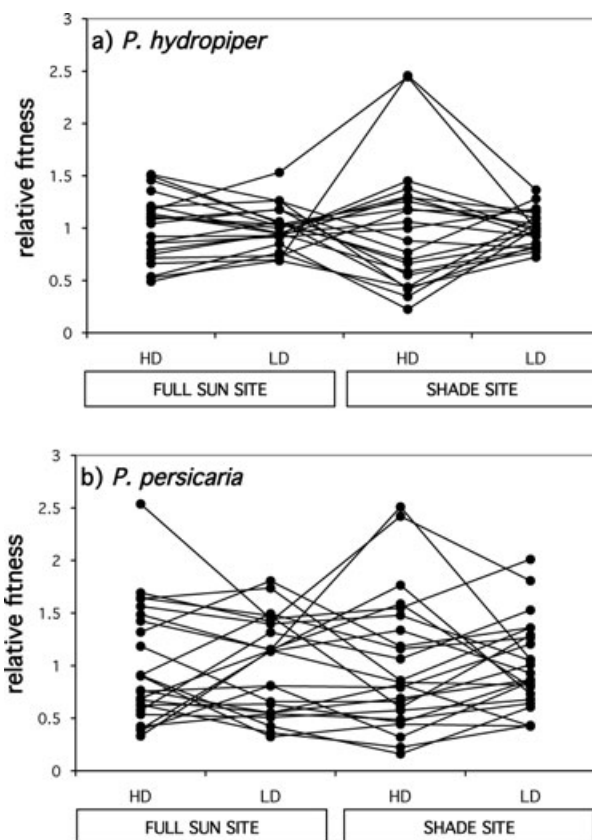 3
a) P. hydropiper
2.5
2
1.5
1
0.5
0
relative fitness
HD LD HD LD
FULL SUN SITE SHADE SITE
3
b) P. persicaria
2.5
2
1.5
1
0.5
0
relative fitness
HD LD HD LD
FULL SUN SITE SHADE SITE